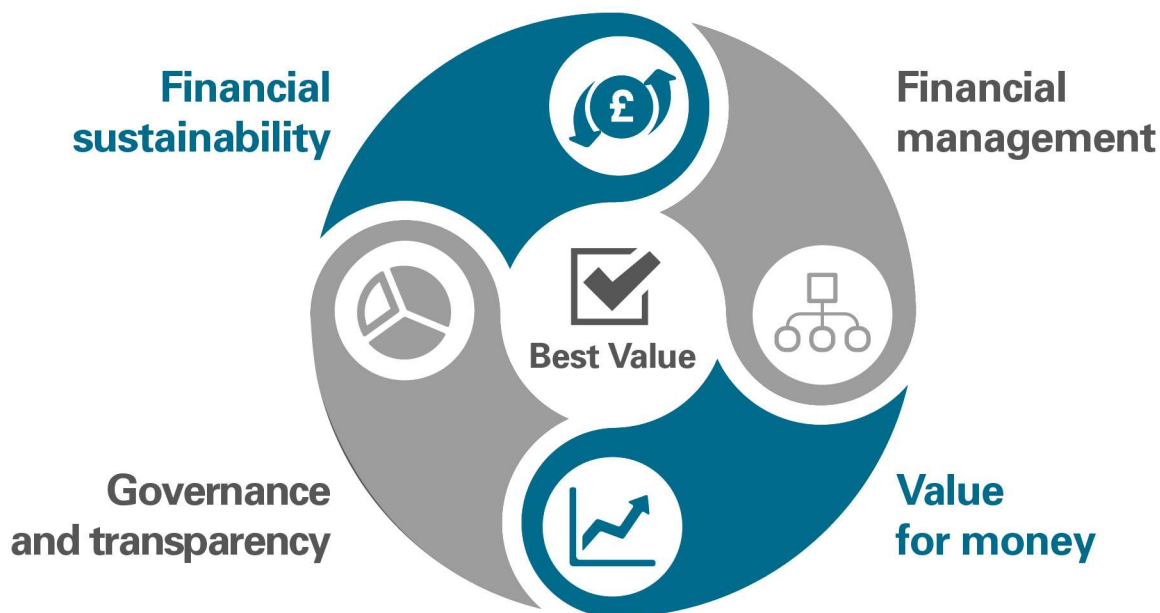 Financial
sustainability
£
Financial
management
Best Value
Governance
and transparency
Value
for money